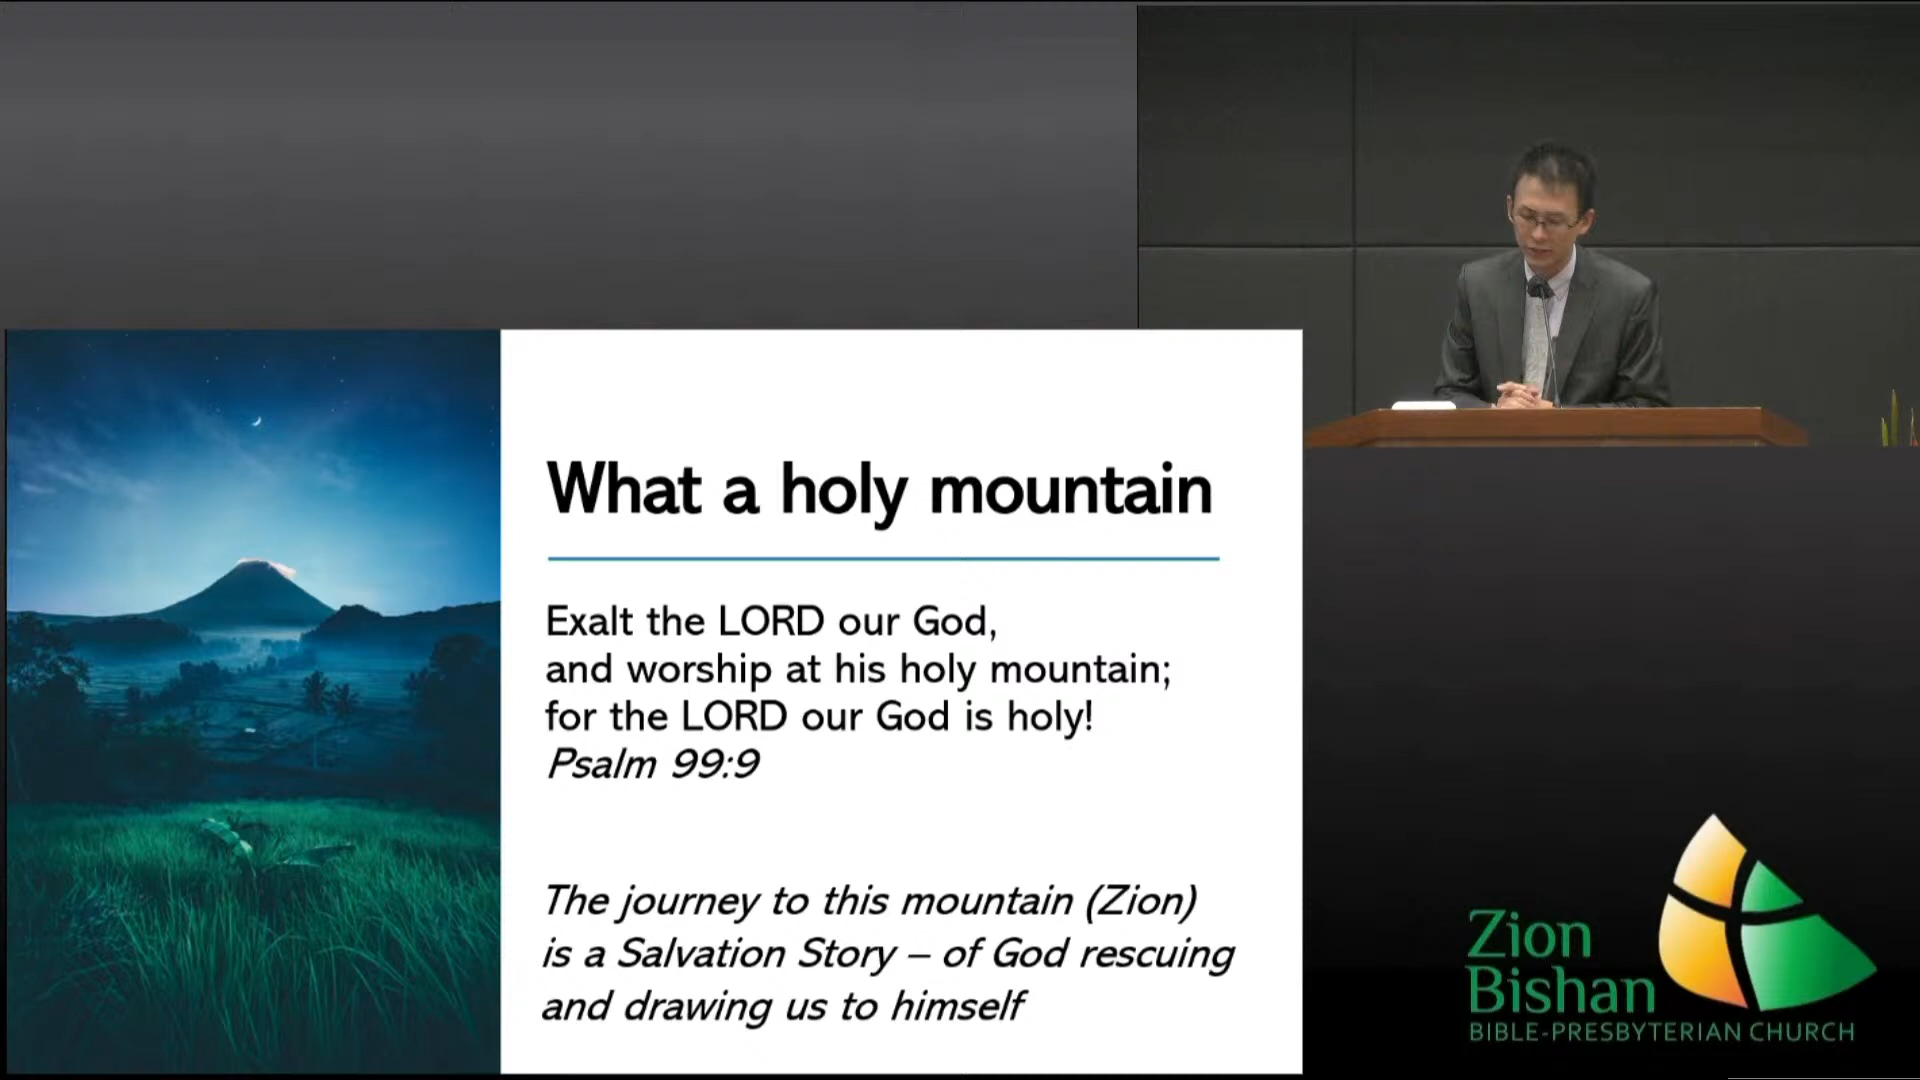 What a holy mountain
Exalt the LORD our God,
and worship at his holy mountain;
for the LORD our God is holy!
Psalm 99:9
The journey to this mountain (Zion)
is a Salvation Story – of God rescuing
and drawing us to himself
Zion
Bishan
BIBLE-PRESBYTERIAN CHURCH